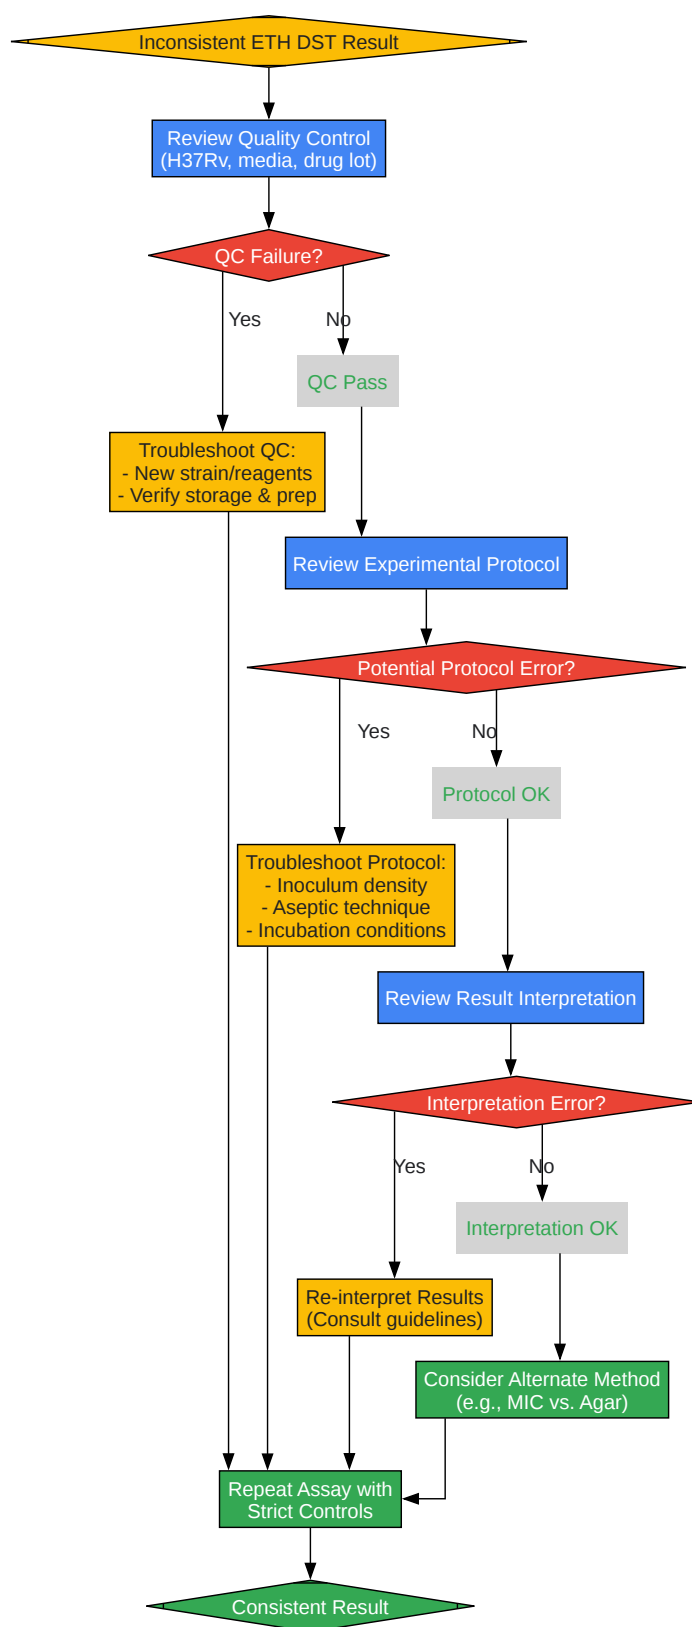 Inconsistent ETH DST Result
Review Quality Control
(H37Rv, media, drug lot)
QC Failure?
Yes
No
QC Pass
Troubleshoot QC:
- New strain/reagents
- Verify storage & prep
Review Experimental Protocol
Potential Protocol Error?
Yes
No
Protocol OK
Troubleshoot Protocol:
- Inoculum density
- Aseptic technique
- Incubation conditions
Review Result Interpretation
Interpretation Error?
Yes
No
Interpretation OK
Re-interpret Results
(Consult guidelines)
Consider Alternate Method
(e.g., MIC vs. Agar)
Repeat Assay with
Strict Controls
Consistent Result